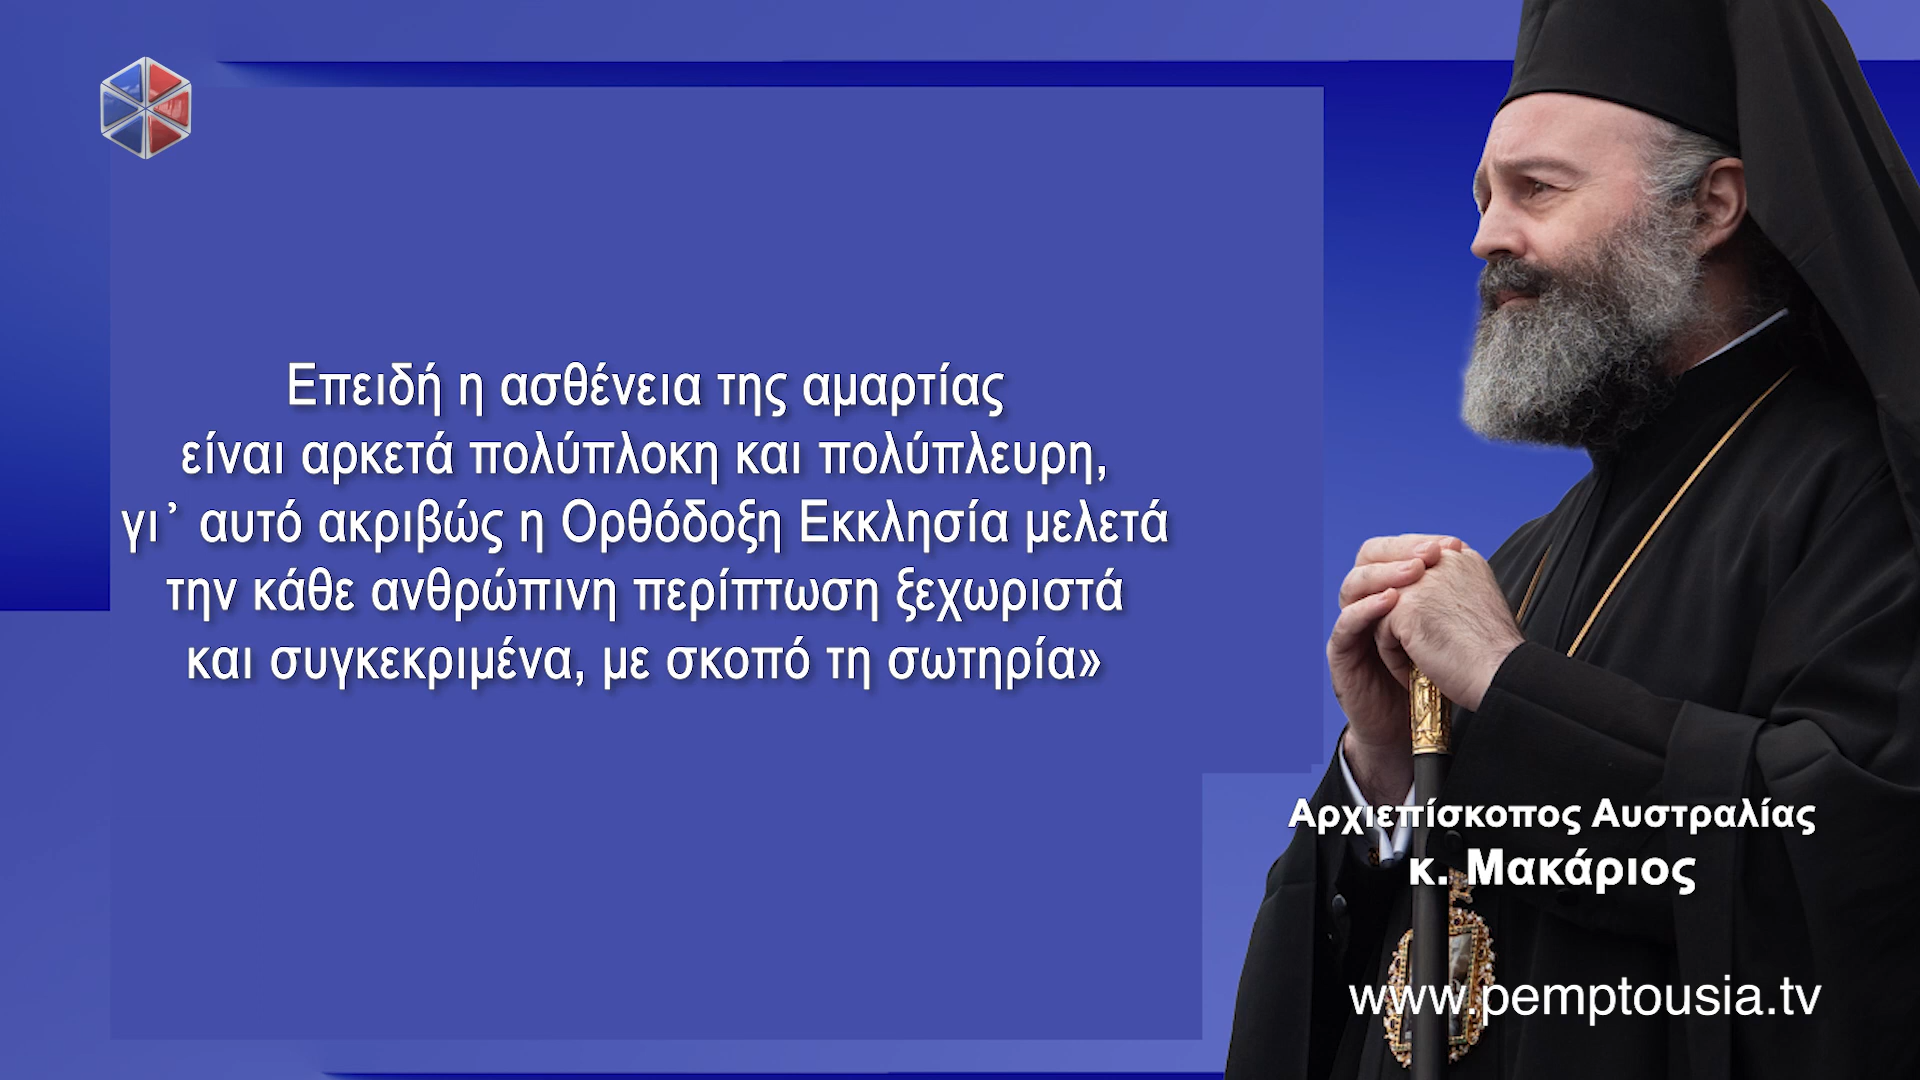 Επειδή η ασθένεια της αμαρτίας
είναι αρκετά πολύπλοκη και πολύπλευρη,
γι᾽ αυτό ακριβώς η Ορθόδοξη Εκκλησία μελετά
την κάθε ανθρώπινη περίπτωση ξεχωριστά
και συγκεκριμένα, με σκοπό τη σωτηρία»
Αρχιεπίσκοπος Αυστραλίας
κ. Μακάριος
www.pemptousia.tv